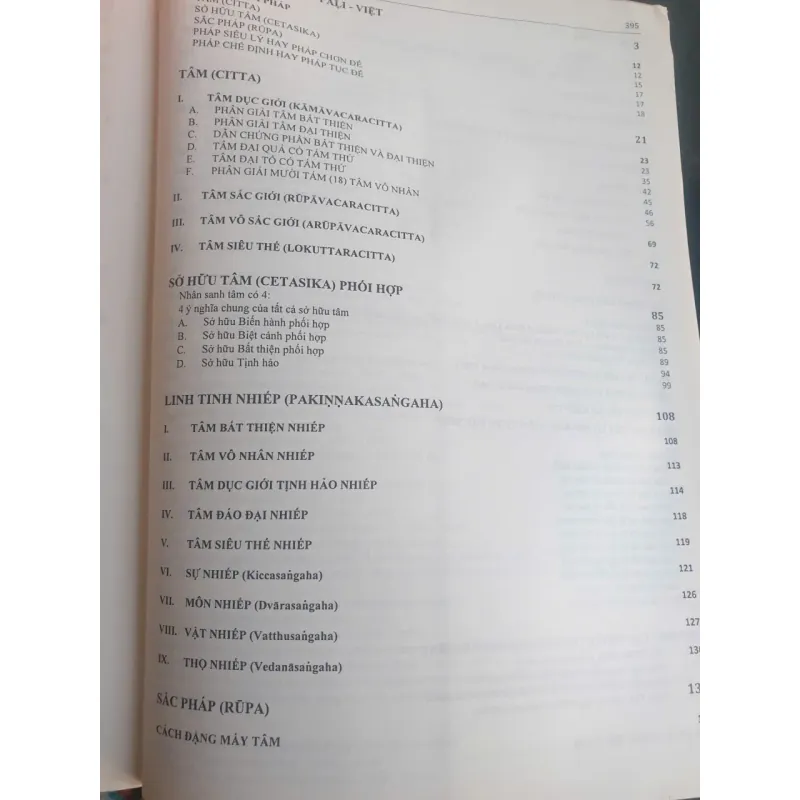 PHÁP
PĀLI - VIỆT 395
TÂM (CITTA) 3
SỞ HỮU TÂM (CETASIKA)
SẮC PHÁP (RŪPA) 12
PHÁP SIÊU LÝ HAY PHÁP CHƠN ĐẾ 12
PHÁP CHẾ ĐỊNH HAY PHÁP TỤC ĐẾ 15
17
TÂM (CITTA) 17
19
I. TÂM DỤC GIỚI (KĀMĀVACARACITTA) 21
A. PHÂN GIẢI TÂM BẤT THIỆN 23
B. PHÂN GIẢI TÂM ĐẠI THIỆN 23
C. DẪN CHỨNG PHẦN BẤT THIỆN VÀ ĐẠI THIỆN 35
D. TÂM ĐẠI QUẢ CÓ TÁM THỨ 42
E. TÂM ĐẠI TỐ CÓ TÁM THỨ 45
F. PHÂN GIẢI MƯỜI TÁM (18) TÂM VÔ NHÂN 46
56
II. TÂM SẮC GIỚI (RŪPĀVACARACITTA) 69
III. TÂM VÔ SẮC GIỚI (ARŪPĀVACARACITTA) 72
IV. TÂM SIÊU THẾ (LOKUTTARACITTA) 72
SỞ HỮU TÂM (CETASIKA) PHỐI HỢP 85
Nhân sanh tâm có 4: 85
4 ý nghĩa chung của tất cả sở hữu tâm 85
A. Sở hữu Biến hành phối hợp 85
B. Sở hữu Biệt cảnh phối hợp 89
C. Sở hữu Bất thiện phối hợp 94
D. Sở hữu Tịnh hảo 99
LINH TINH NHIẾP (PAKIṆṆAKASAṄGAHA) 108
I. TÂM BẤT THIỆN NHIẾP 108
II. TÂM VÔ NHÂN NHIẾP 113
III. TÂM DỤC GIỚI TỊNH HẢO NHIẾP 114
IV. TÂM ĐÁO ĐẠI NHIẾP 118
V. TÂM SIÊU THẾ NHIẾP 119
VI. SỰ NHIẾP (Kiccasaṅgaha) 121
VII. MÔN NHIẾP (Dvārasaṅgaha) 126
VIII. VẬT NHIẾP (Vatthusaṅgaha) 127
IX. THỌ NHIẾP (Vedanāsaṅgaha)
SẮC PHÁP (RŪPA)
CÁCH ĐẶNG MẤY TÂM